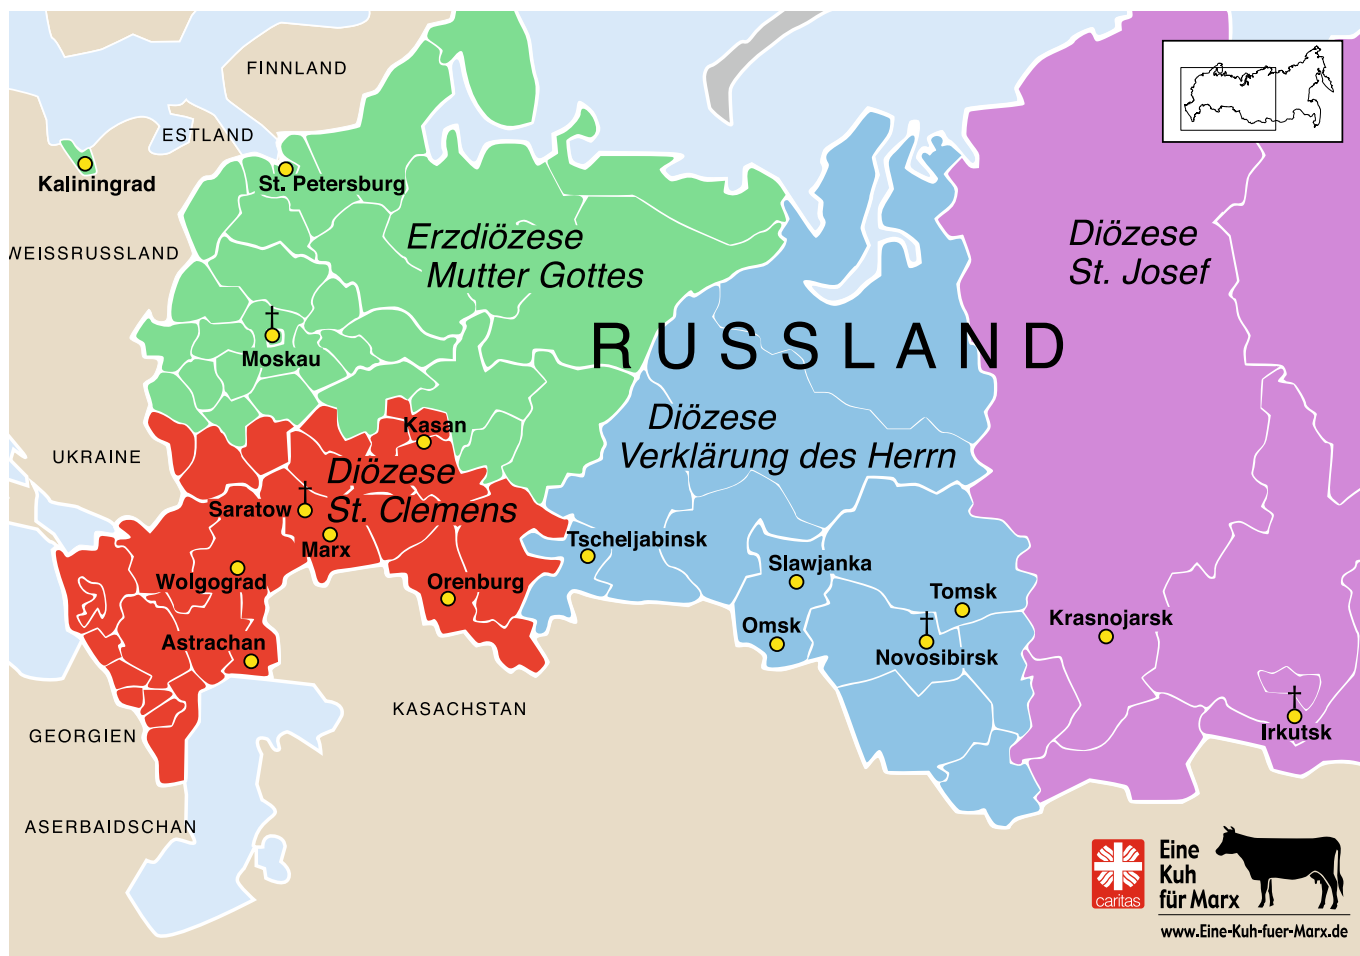 FINNLAND
ESTLAND
Kaliningrad
St. Petersburg
WEISSRUSSLAND
Erzdiözese
Mutter Gottes
Diözese
St. Josef
Moskau
RUSSLAND
Diözese
Verklärung des Herrn
UKRAINE
Kasan
Diözese
St. Clemens
Saratow
Marx
Wolgograd
Orenburg
Astrachan
Tscheljabinsk
Slawjanka
Omsk
Tomsk
Novosibirsk
Krasnojarsk
Irkutsk
KASACHSTAN
GEORGIEN
ASERBAIDSCHAN
caritas
Eine
Kuh
für Marx
www.Eine-Kuh-fuer-Marx.de